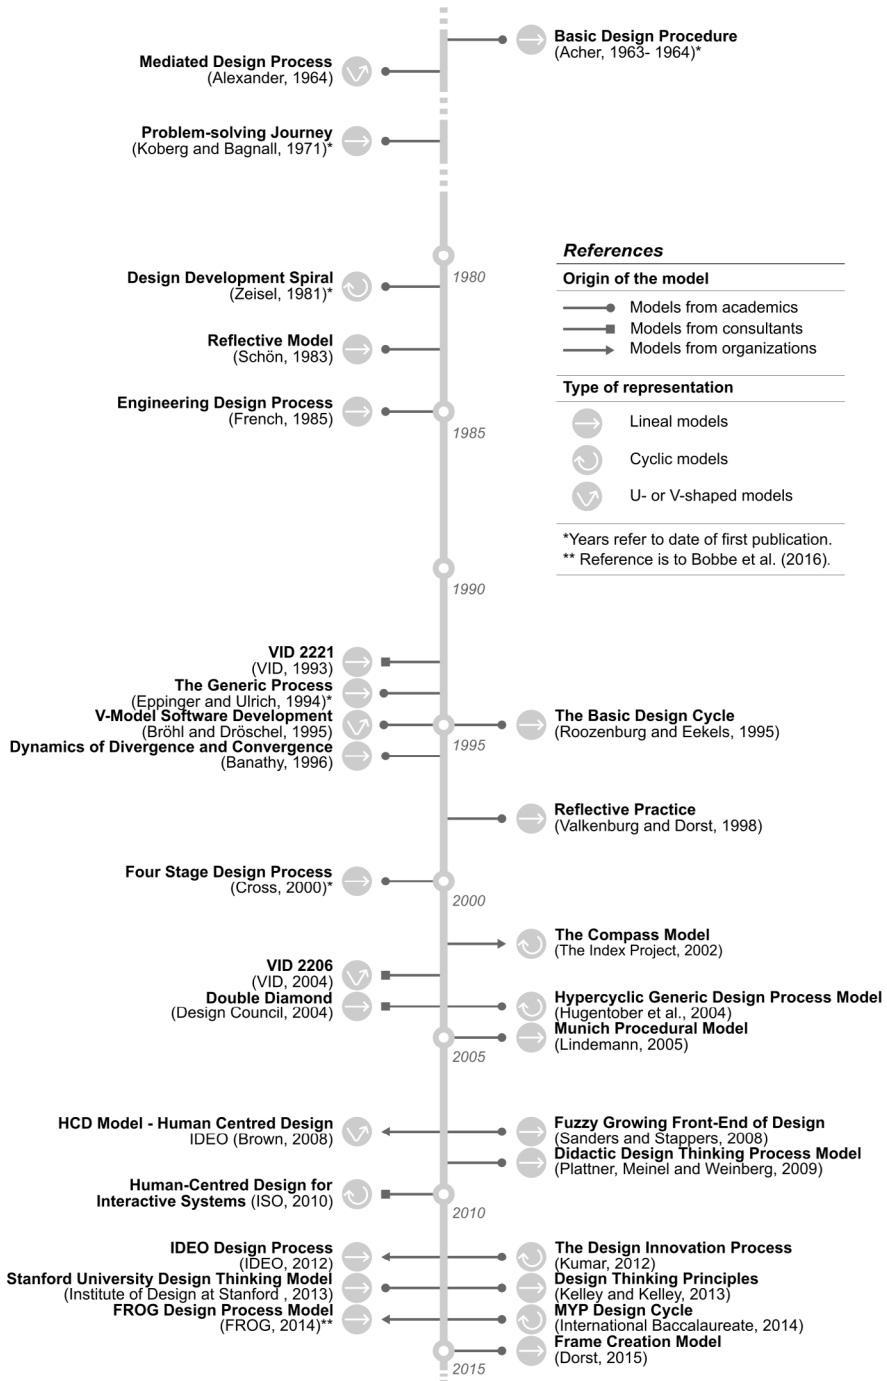 Basic Design Procedure
(Acher, 1963- 1964)*
Mediated Design Process
(Alexander, 1964)
Problem-solving Journey
(Koberg and Bagnall, 1971)*
1980
Design Development Spiral
(Zeisel, 1981)*
Reflective Model
(Schön, 1983)
Engineering Design Process
(French, 1985)
1985
References
Origin of the model
Models from academics
Models from consultants
Models from organizations
Type of representation
Lineal models
Cyclic models
U- or V-shaped models
*Years refer to date of first publication.
** Reference is to Bobbe et al. (2016).
1990
VID 2221
(VID, 1993)
The Generic Process
(Eppinger and Ulrich, 1994)*
V-Model Software Development
(Bröhl and Dröschel, 1995)
The Basic Design Cycle
(Roozenburg and Eekels, 1995)
1995
Dynamics of Divergence and Convergence
(Banathy, 1996)
Reflective Practice
(Valkenburg and Dorst, 1998)
Four Stage Design Process
(Cross, 2000)*
2000
The Compass Model
(The Index Project, 2002)
VID 2206
(VID, 2004)
Double Diamond
(Design Council, 2004)
Hypercyclic Generic Design Process Model
(Hugentober et al., 2004)
Munich Procedural Model
(Lindemann, 2005)
2005
HCD Model - Human Centred Design
IDEO (Brown, 2008)
Fuzzy Growing Front-End of Design
(Sanders and Stappers, 2008)
Didactic Design Thinking Process Model
(Plattner, Meinel and Weinberg, 2009)
Human-Centred Design for
Interactive Systems (ISO, 2010)
2010
IDEO Design Process
(IDEO, 2012)
The Design Innovation Process
(Kumar, 2012)
Stanford University Design Thinking Model
(Institute of Design at Stanford , 2013)
Design Thinking Principles
(Kelley and Kelley, 2013)
FROG Design Process Model
(FROG, 2014)**
MYP Design Cycle
(International Baccalaureate, 2014)
Frame Creation Model
(Dorst, 2015)
2015